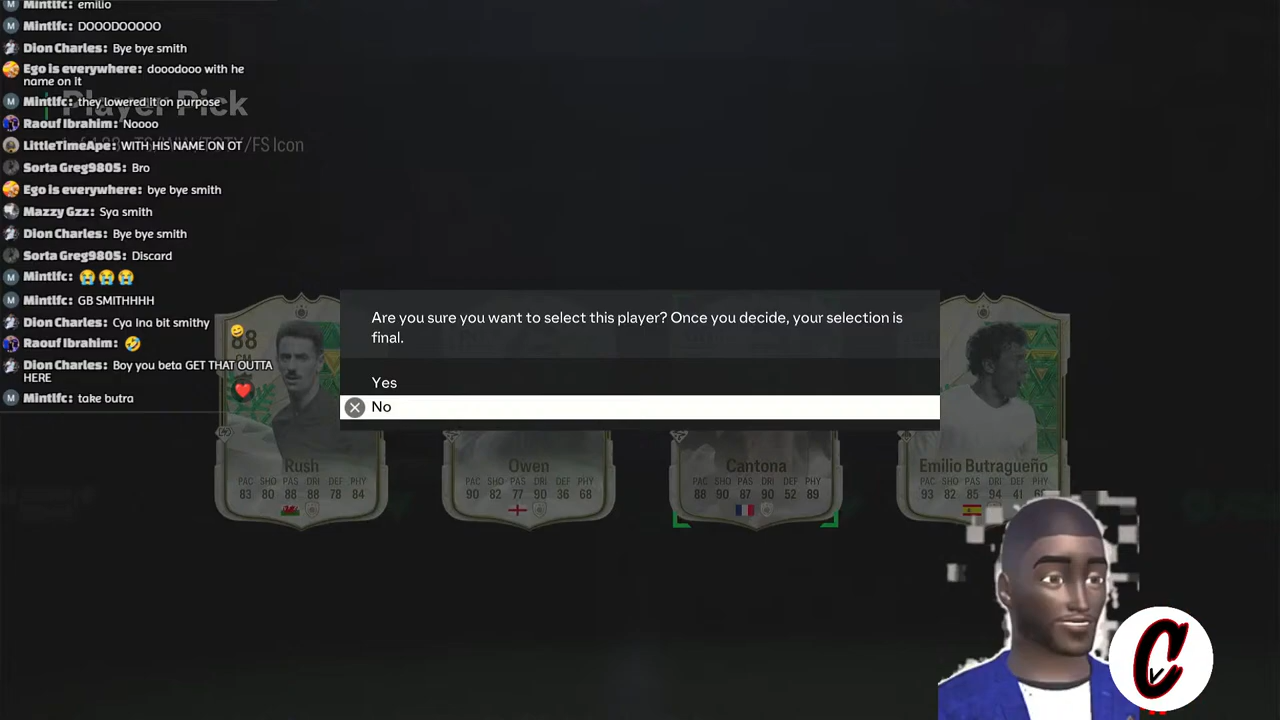 Mintlfc: emilio
Mintlfc: DOOODOOOOO
Dion Charles: Bye bye smith
Ego is everywhere: dooodooo with he
name on it
Mintlfc: they lowered it on purpose
Player Pick
Raouf Ibrahim: Noooo
LittleTimeApe: WITH HIS NAME ON OT
/FS Icon
Sorta Greg9805: Bro
Ego is everywhere: bye bye smith
Mazzy Gzz: Sya smith
Dion Charles: Bye bye smith
Sorta Greg9805: Discard
Mintlfc: 😭😭😭
Mintlfc: GB SMITHHHH
Dion Charles: Cya Ina bit smithy
Raouf Ibrahim: 🤣
Dion Charles: Boy you beta GET THAT OUTTA
HERE
Mintlfc: take butra
Are you sure you want to select this player? Once you decide, your selection is
final.
Yes
No
88
CM
Rush
PAC SHO PAS DRI DEF PHY
83 80 88 88 78 84
Owen
PAC SHO PAS DRI DEF PHY
90 82 77 90 36 68
Cantona
PAC SHO PAS DRI DEF PHY
88 90 87 90 52 89
Emilio Butragueño
PAC SHO PAS DRI DEF PHY
93 82 85 94 41
C